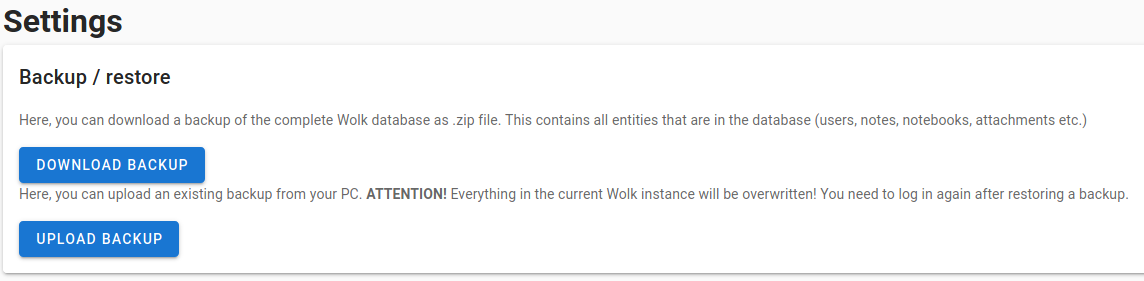 Settings
Backup / restore
Here, you can download a backup of the complete Wolk database as .zip file. This contains all entities that are in the database (users, notes, notebooks, attachments etc.)
DOWNLOAD BACKUP
Here, you can upload an existing backup from your PC. ATTENTION! Everything in the current Wolk instance will be overwritten! You need to log in again after restoring a backup.
UPLOAD BACKUP